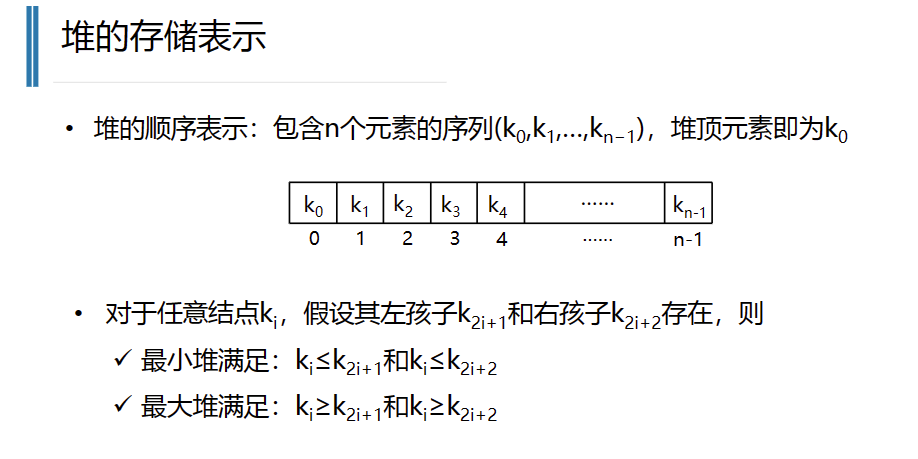 堆的存储表示
• 堆的顺序表示：包含n个元素的序列(k₀,k₁,…,kₙ₋₁)，堆顶元素即为k₀
k₀ k₁ k₂ k₃ k₄ …… kₙ₋₁
0 1 2 3 4 …… n-1
• 对于任意结点kᵢ，假设其左孩子k₂ᵢ₊₁和右孩子k₂ᵢ₊₂存在，则
✓ 最小堆满足：kᵢ≤k₂ᵢ₊₁和kᵢ≤k₂ᵢ₊₂
✓ 最大堆满足：kᵢ≥k₂ᵢ₊₁和kᵢ≥k₂ᵢ₊₂